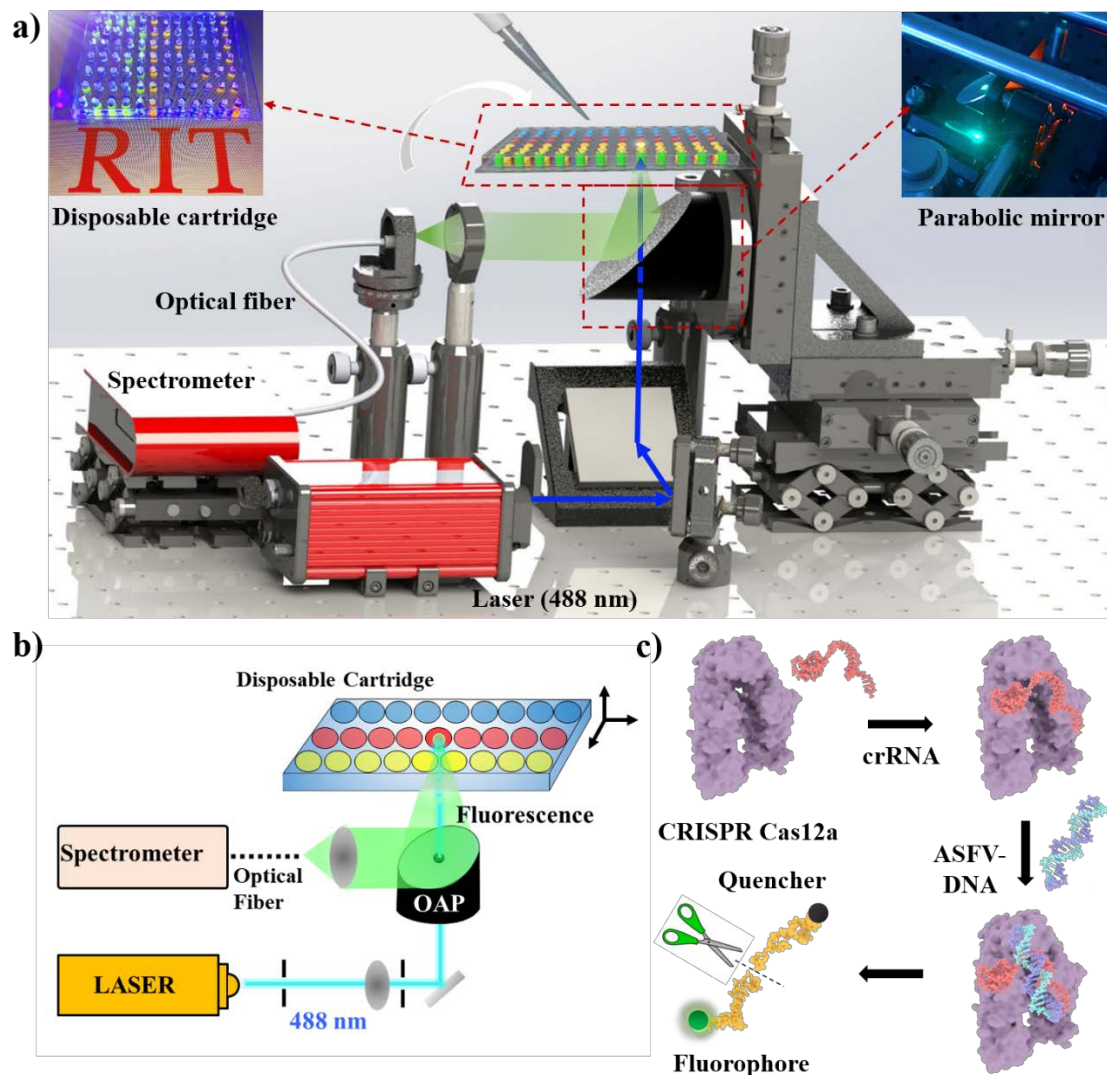 a)
RIT
Disposable cartridge
Parabolic mirror
Optical fiber
Spectrometer
Laser (488 nm)
b)
Disposable Cartridge
Fluorescence
Spectrometer
Optical
Fiber
OAP
LASER
488 nm
c)
crRNA
CRISPR Cas12a
ASFV-
DNA
Quencher
Fluorophore